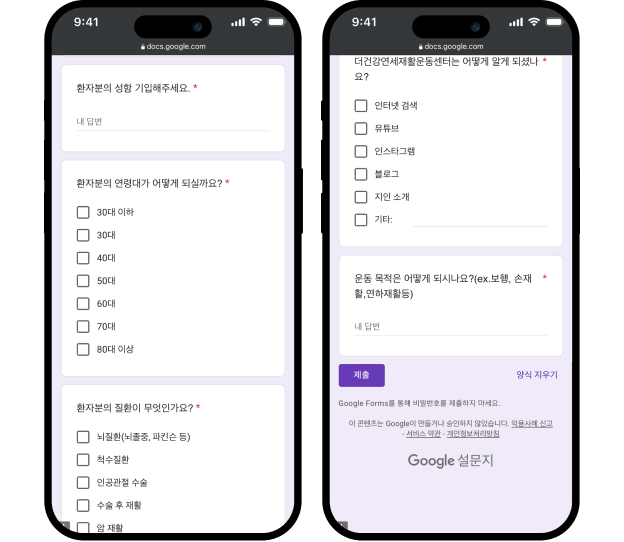 9:41
docs.google.com
환자분의 성함 기입해주세요. *
내 답변
환자분의 연령대가 어떻게 되실까요? *
30대 이하
30대
40대
50대
60대
70대
80대 이상
환자분의 질환이 무엇인가요? *
뇌질환(뇌졸중, 파킨슨 등)
척수질환
인공관절 수술
수술 후 재활
암 재활
9:41
docs.google.com
더건강연세재활운동센터는 어떻게 알게 되셨나 *
요?
인터넷 검색
유튜브
인스타그램
블로그
지인 소개
기타:
운동 목적은 어떻게 되시나요?(ex.보행, 손재 *
활,연하재활등)
내 답변
제출
양식 지우기
Google Forms를 통해 비밀번호를 제출하지 마세요.
이 콘텐츠는 Google이 만들거나 승인하지 않았습니다. 악용사례 신고
- 서비스 약관 - 개인정보처리방침
Google 설문지